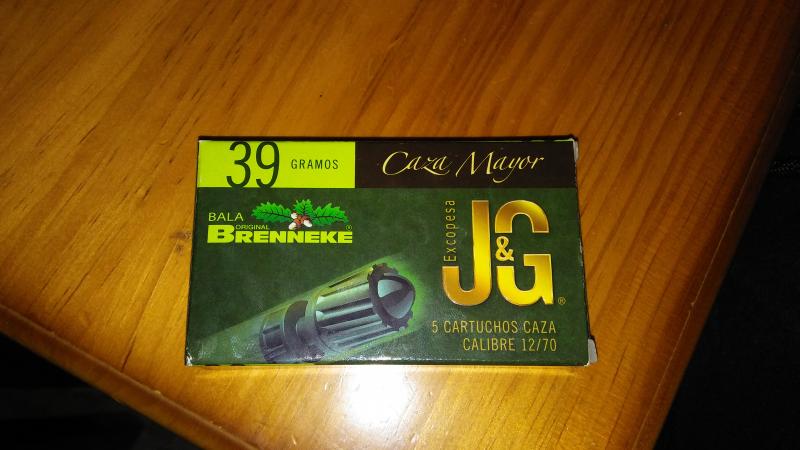 39 GRAMOS
Caza Mayor
BALA
ORIGINAL
BRENNEKE®
Excopesa
J&G®
5 CARTUCHOS CAZA
CALIBRE 12/70